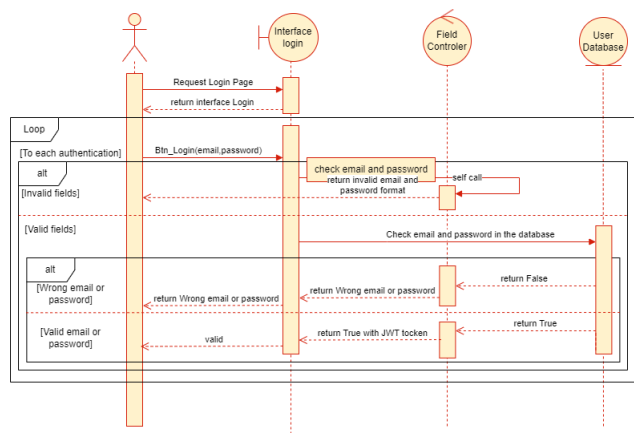 Interface
login
Field
Controler
User
Database
Request Login Page
return interface Login
Loop
[To each authentication]
Btn_Login(email,password)
alt
check email and password
return invalid email and
password format
self call
[Invalid fields]
[Valid fields]
Check email and password in the database
alt
[Wrong email or
password]
return False
return Wrong email or password
return Wrong email or password
[Valid email or
password]
return True
return True with JWT tocken
valid